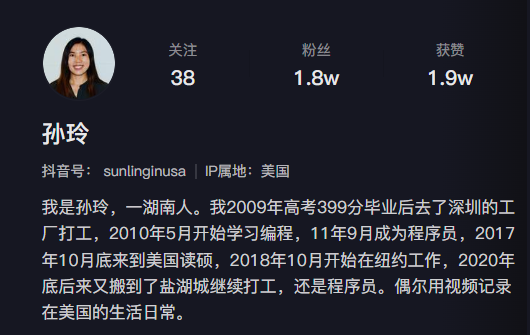 关注 粉丝 获赞
38 1.8w 1.9w
孙玲
抖音号： sunlinginusa | IP属地：美国
我是孙玲，一湖南人。我2009年高考399分毕业后去了深圳的工
厂打工，2010年5月开始学习编程，11年9月成为程序员，2017
年10月底来到美国读硕，2018年10月开始在纽约工作，2020年
底后来又搬到了盐湖城继续打工，还是程序员。偶尔用视频记录
在美国的生活日常。